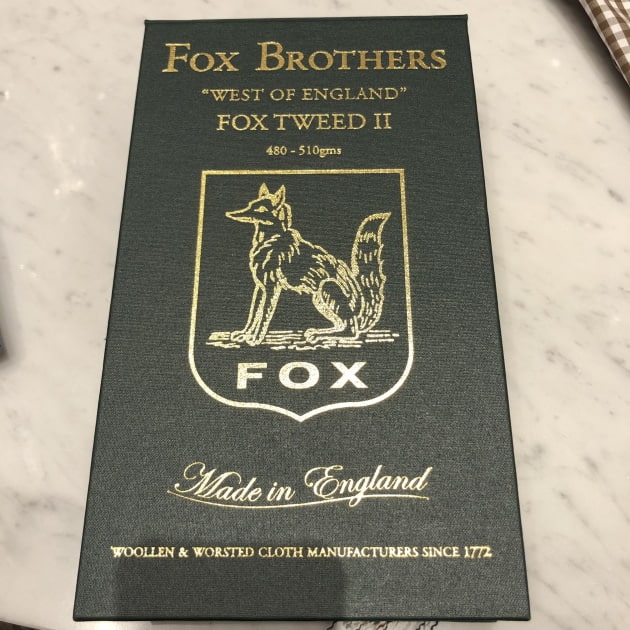 FOX BROTHERS
"WEST OF ENGLAND"
FOX TWEED II
480 - 510gms
FOX
Made in England
WOOLLEN & WORSTED CLOTH MANUFACTURERS SINCE 1772